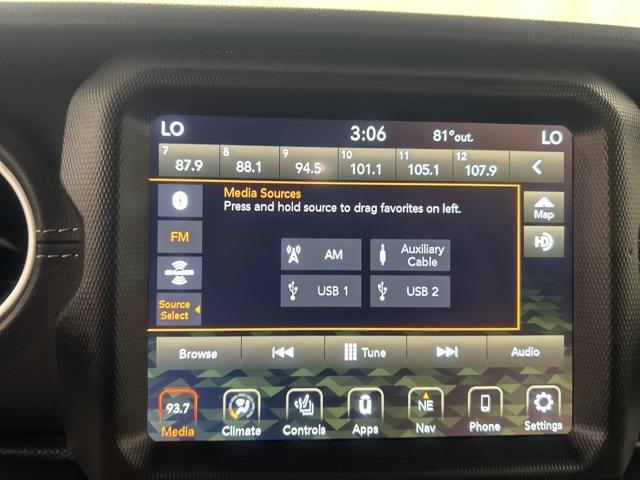 LO 3:06 81°out. LO
7 87.9 8 88.1 9 94.5 10 101.1 11 105.1 12 107.9
Media Sources
Press and hold source to drag favorites on left.
Map
FM
AM
Auxiliary
Cable
HD
USB 1
USB 2
Source
Select
Browse Tune Audio
93.7 NE
Media Climate Controls Apps Nav Phone Settings